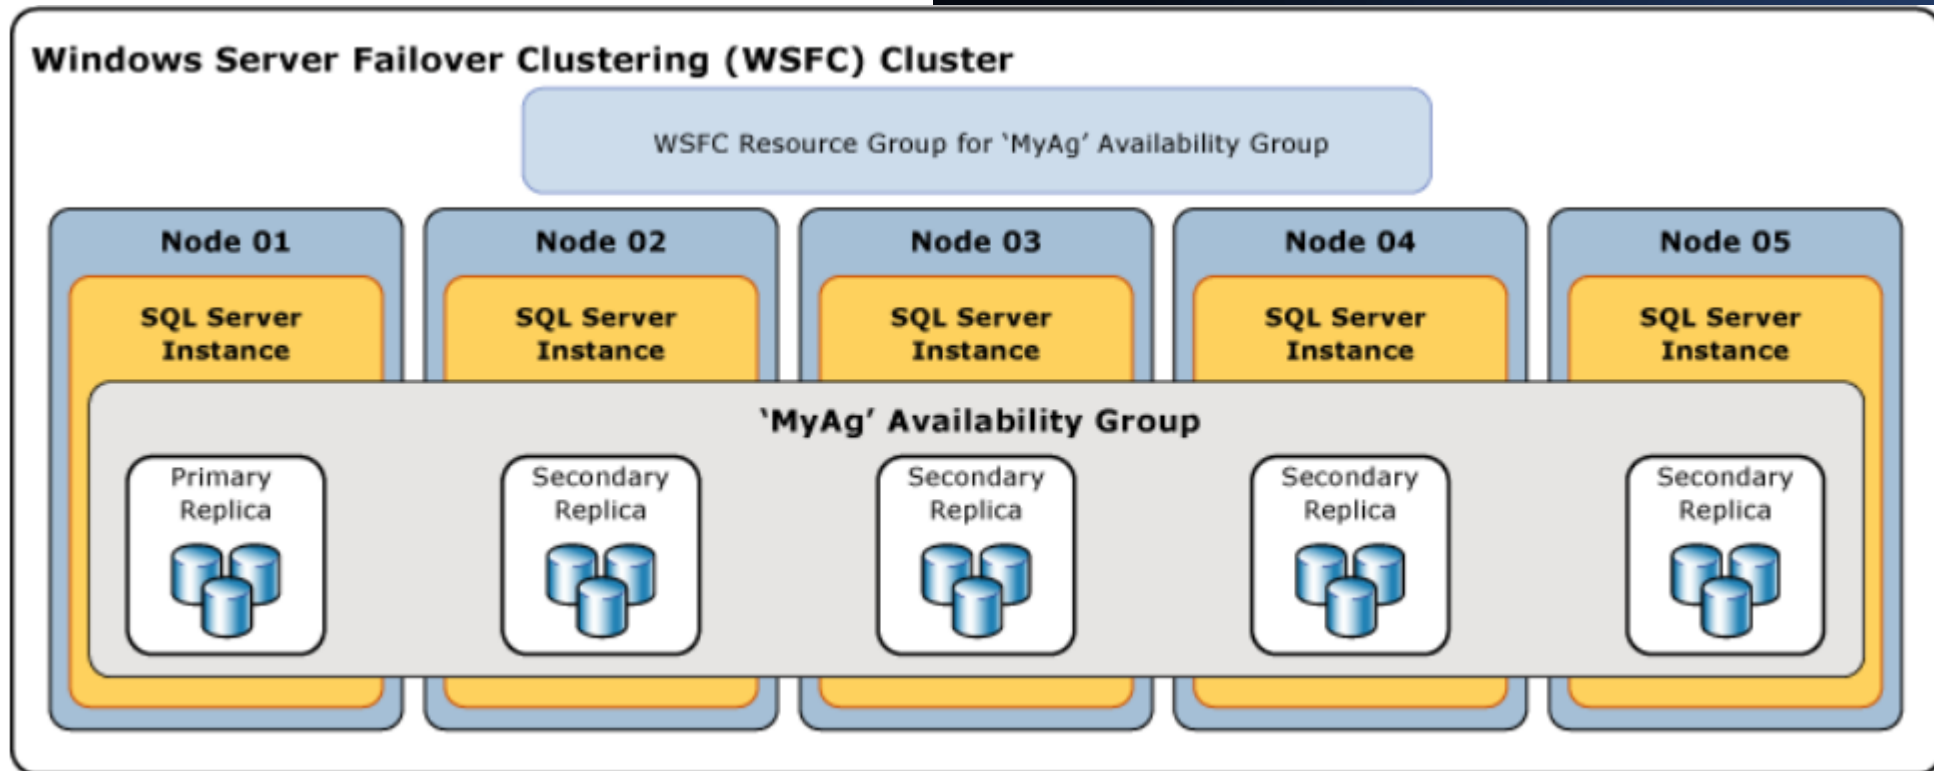 Windows Server Failover Clustering (WSFC) Cluster
WSFC Resource Group for ‘MyAg’ Availability Group
Node 01
SQL Server
Instance
Node 02
SQL Server
Instance
Node 03
SQL Server
Instance
Node 04
SQL Server
Instance
Node 05
SQL Server
Instance
‘MyAg’ Availability Group
Primary
Replica
Secondary
Replica
Secondary
Replica
Secondary
Replica
Secondary
Replica